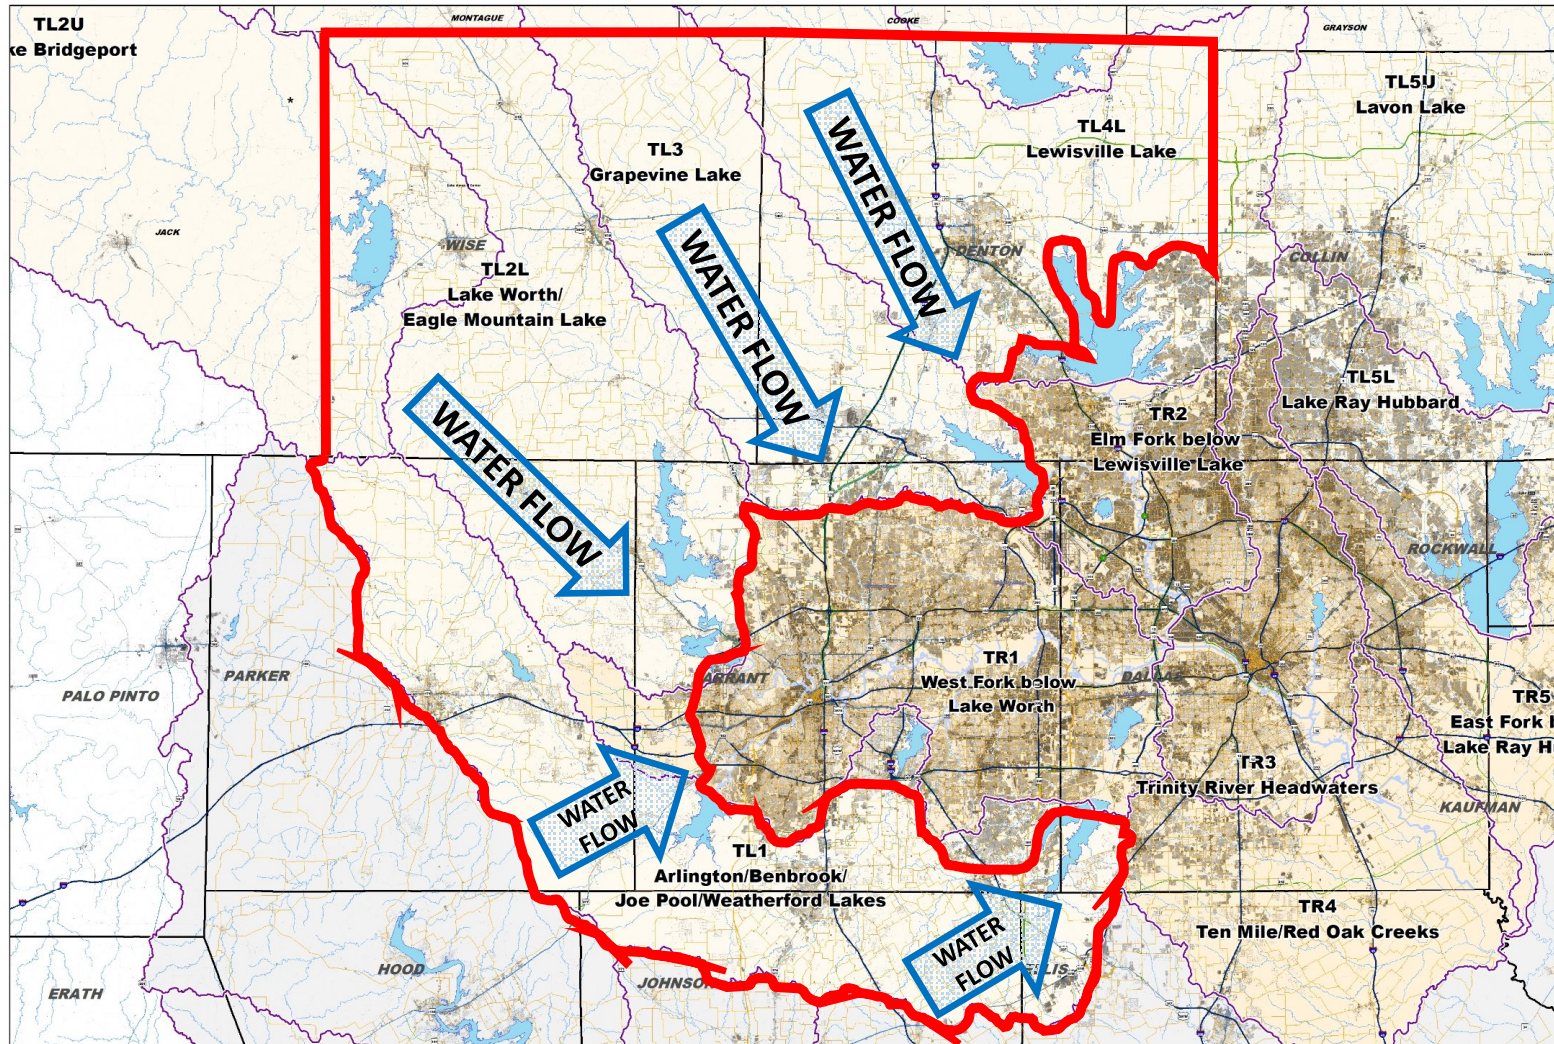 TL2U
ke Bridgeport
MONTAGUE
COOKE
GRAYSON
TL5U
Lavon Lake
TL4L
Lewisville Lake
TL3
Grapevine Lake
WATER FLOW
JACK
WISE
DENTON
COLLIN
TL2L
Lake Worth/
Eagle Mountain Lake
WATER FLOW
WATER FLOW
TL5L
Lake Ray Hubbard
TR2
Elm Fork below
Lewisville Lake
ROCKWALL
PALO PINTO
PARKER
ARRANT
TR1
West Fork below
Lake Worth
DALLAS
TR5
East Fork
Lake Ray H
TR3
Trinity River Headwaters
KAUFMAN
WATER
FLOW
TL1
Arlington/Benbrook/
Joe Pool/Weatherford Lakes
TR4
Ten Mile/Red Oak Creeks
WATER
FLOW
HOOD
JOHNSON
ELLIS
ERATH